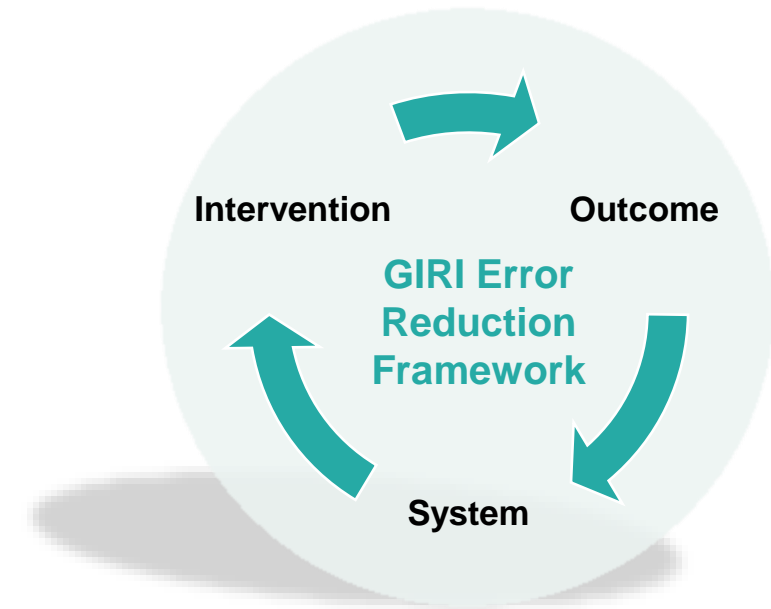 Intervention
Outcome
GIRI Error
Reduction
Framework
System